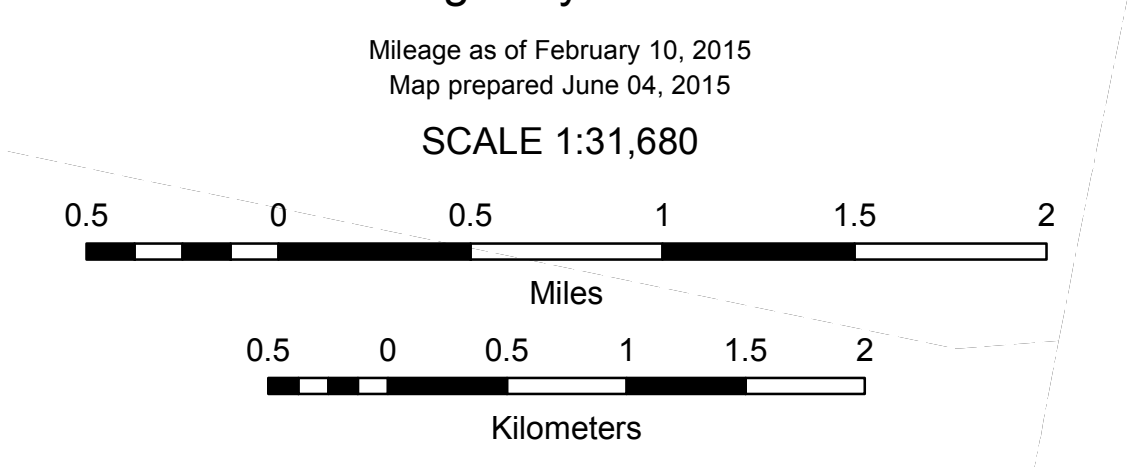 Mileage as of February 10, 2015
Map prepared June 04, 2015
SCALE 1:31,680
0.5 0 0.5 1 1.5 2
Miles
0.5 0 0.5 1 1.5 2
Kilometers